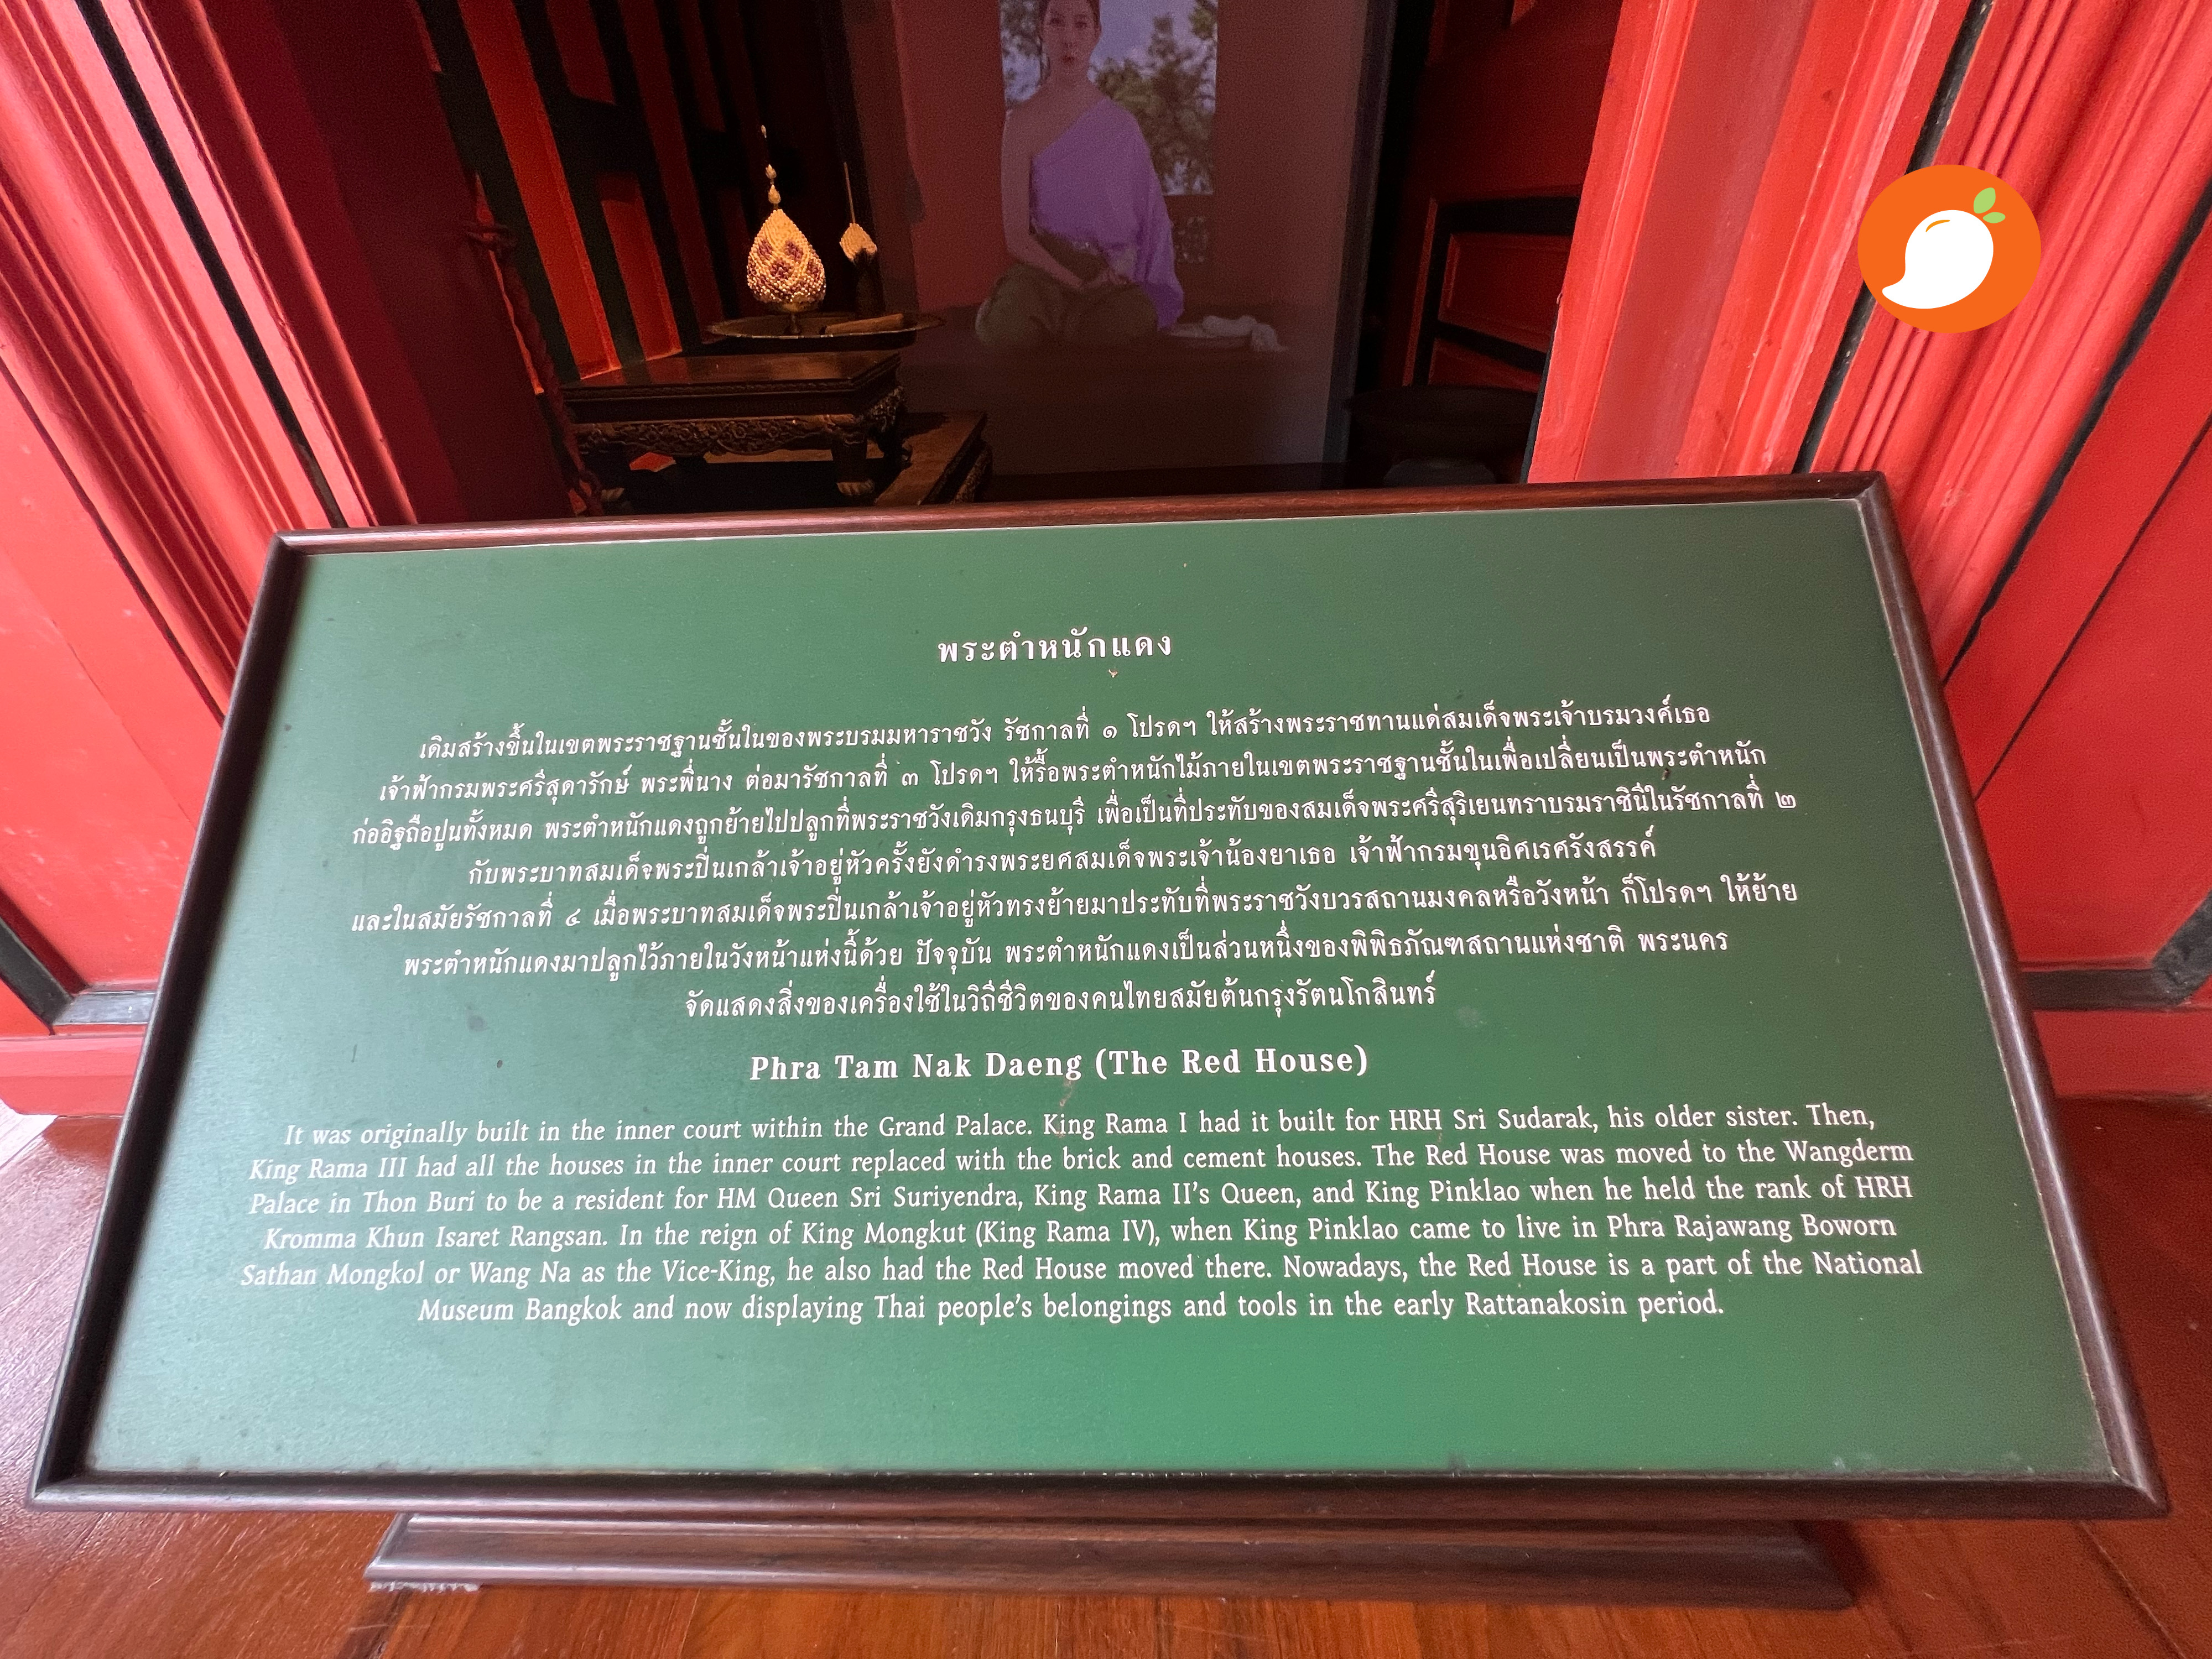 พระตำหนักแดง
เดิมสร้างขึ้นในเขตพระราชฐานชั้นในของพระบรมมหาราชวัง รัชกาลที่ ๑ โปรดฯ ให้สร้างพระราชทานแด่สมเด็จพระเจ้าบรมวงศ์เธอ
เจ้าฟ้ากรมพระศรีสุดารักษ์ พระพี่นาง ต่อมารัชกาลที่ ๓ โปรดฯ ให้รื้อพระตำหนักไม้ภายในเขตพระราชฐานชั้นในเพื่อเปลี่ยนเป็นพระตำหนัก
ก่ออิฐถือปูนทั้งหมด พระตำหนักแดงถูกย้ายไปปลูกที่พระราชวังเดิมกรุงธนบุรี เพื่อเป็นที่ประทับของสมเด็จพระศรีสุริเยนทราบรมราชินีในรัชกาลที่ ๒
กับพระบาทสมเด็จพระปิ่นเกล้าเจ้าอยู่หัวครั้งยังดำรงพระยศสมเด็จพระเจ้าน้องยาเธอ เจ้าฟ้ากรมขุนอิศเรศรังสรรค์
และในสมัยรัชกาลที่ ๔ เมื่อพระบาทสมเด็จพระปิ่นเกล้าเจ้าอยู่หัวทรงย้ายมาประทับที่พระราชวังบวรสถานมงคลหรือวังหน้า ก็โปรดฯ ให้ย้าย
พระตำหนักแดงมาปลูกไว้ภายในวังหน้าแห่งนี้ด้วย ปัจจุบัน พระตำหนักแดงเป็นส่วนหนึ่งของพิพิธภัณฑสถานแห่งชาติ พระนคร
จัดแสดงสิ่งของเครื่องใช้ในวิถีชีวิตของคนไทยสมัยต้นกรุงรัตนโกสินทร์
Phra Tam Nak Daeng (The Red House)
It was originally built in the inner court within the Grand Palace. King Rama I had it built for HRH Sri Sudarak, his older sister. Then,
King Rama III had all the houses in the inner court replaced with the brick and cement houses. The Red House was moved to the Wangderm
Palace in Thon Buri to be a resident for HM Queen Sri Suriyendra, King Rama II's Queen, and King Pinklao when he held the rank of HRH
Kromma Khun Isaret Rangsan. In the reign of King Mongkut (King Rama IV), when King Pinklao came to live in Phra Rajawang Boworn
Sathan Mongkol or Wang Na as the Vice-King, he also had the Red House moved there. Nowadays, the Red House is a part of the National
Museum Bangkok and now displaying Thai people's belongings and tools in the early Rattanakosin period.